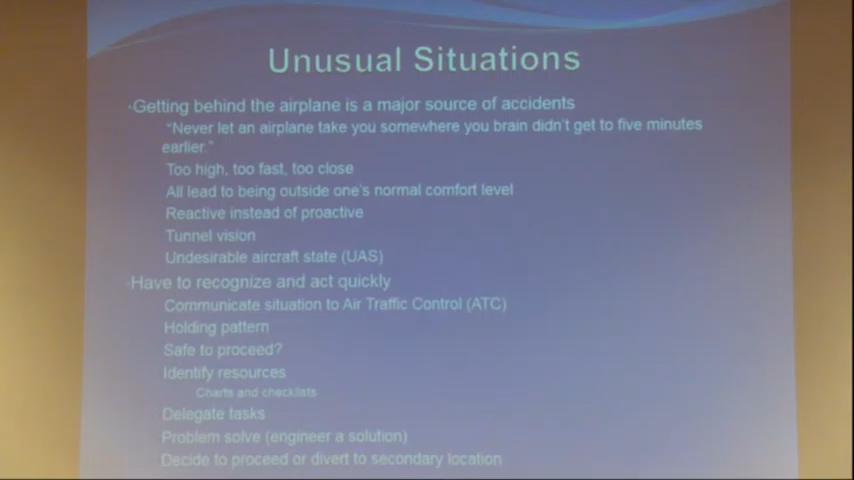 Unusual Situations
·Getting behind the airplane is a major source of accidents
"Never let an airplane take you somewhere you brain didn't get to five minutes
earlier."
Too high, too fast, too close
All lead to being outside one's normal comfort level
Reactive instead of proactive
Tunnel vision
Undesirable aircraft state (UAS)
·Have to recognize and act quickly
Communicate situation to Air Traffic Control (ATC)
Holding pattern
Safe to proceed?
Identify resources
Charts and checklists
Delegate tasks
Problem solve (engineer a solution)
Decide to proceed or divert to secondary location